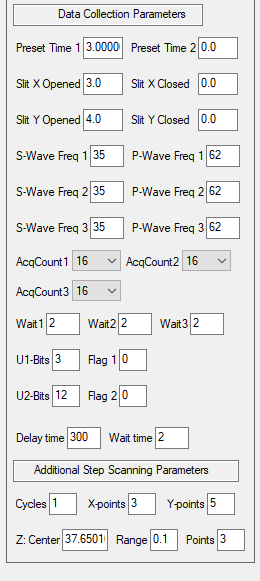 Data Collection Parameters
Preset Time 1 3.0000 Preset Time 2 0.0
Slit X Opened 3.0 Slit X Closed 0.0
Slit Y Opened 4.0 Slit Y Closed 0.0
S-Wave Freq 1 35 P-Wave Freq 1 62
S-Wave Freq 2 35 P-Wave Freq 2 62
S-Wave Freq 3 35 P-Wave Freq 3 62
AcqCount1 16 AcqCount2 16
AcqCount3 16
Wait1 2 Wait2 2 Wait3 2
U1-Bits 3 Flag 1 0
U2-Bits 12 Flag 2 0
Delay time 300 Wait time 2
Additional Step Scanning Parameters
Cycles 1 X-points 3 Y-points 5
Z: Center 37.6501 Range 0.1 Points 3